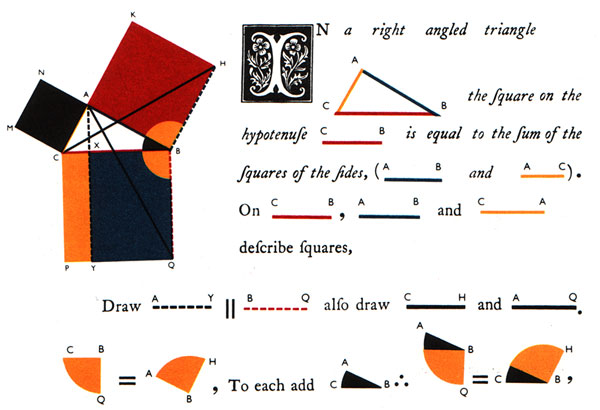 K
H
N
A
M
C
X
B
P
Y
Q
IN a right angled triangle
A
C
B
the ſquare on the
hypotenuſe C B is equal to the ſum of the
ſquares of the ſides, ( A B and A C ).
On C B , A B and C A
deſcribe ſquares,
Draw A Y || B Q alſo draw C H and A Q .
C B Q = A H B , To each add A C B ∴ A B Q = C B H ,